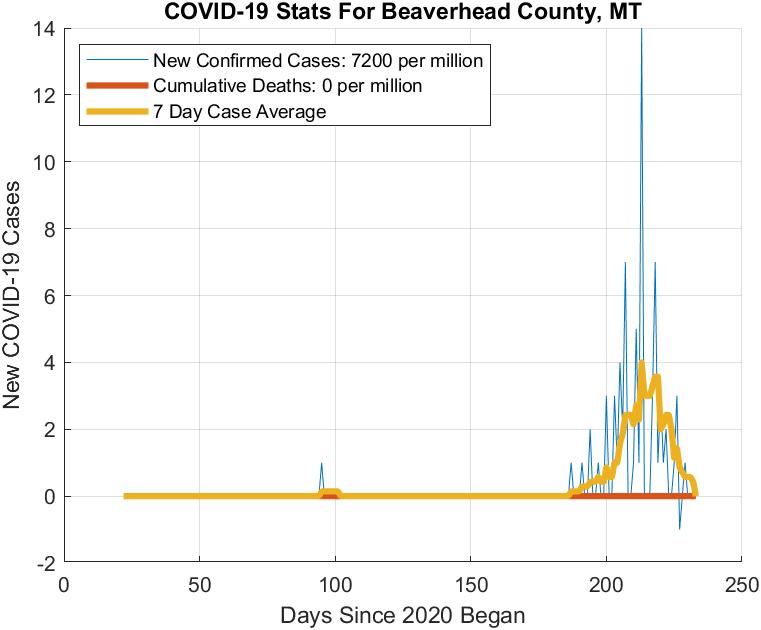 COVID-19 Stats For Beaverhead County, MT
New Confirmed Cases: 7200 per million
Cumulative Deaths: 0 per million
7 Day Case Average
New COVID-19 Cases
14
12
10
8
6
4
2
0
-2
0 50 100 150 200 250
Days Since 2020 Began